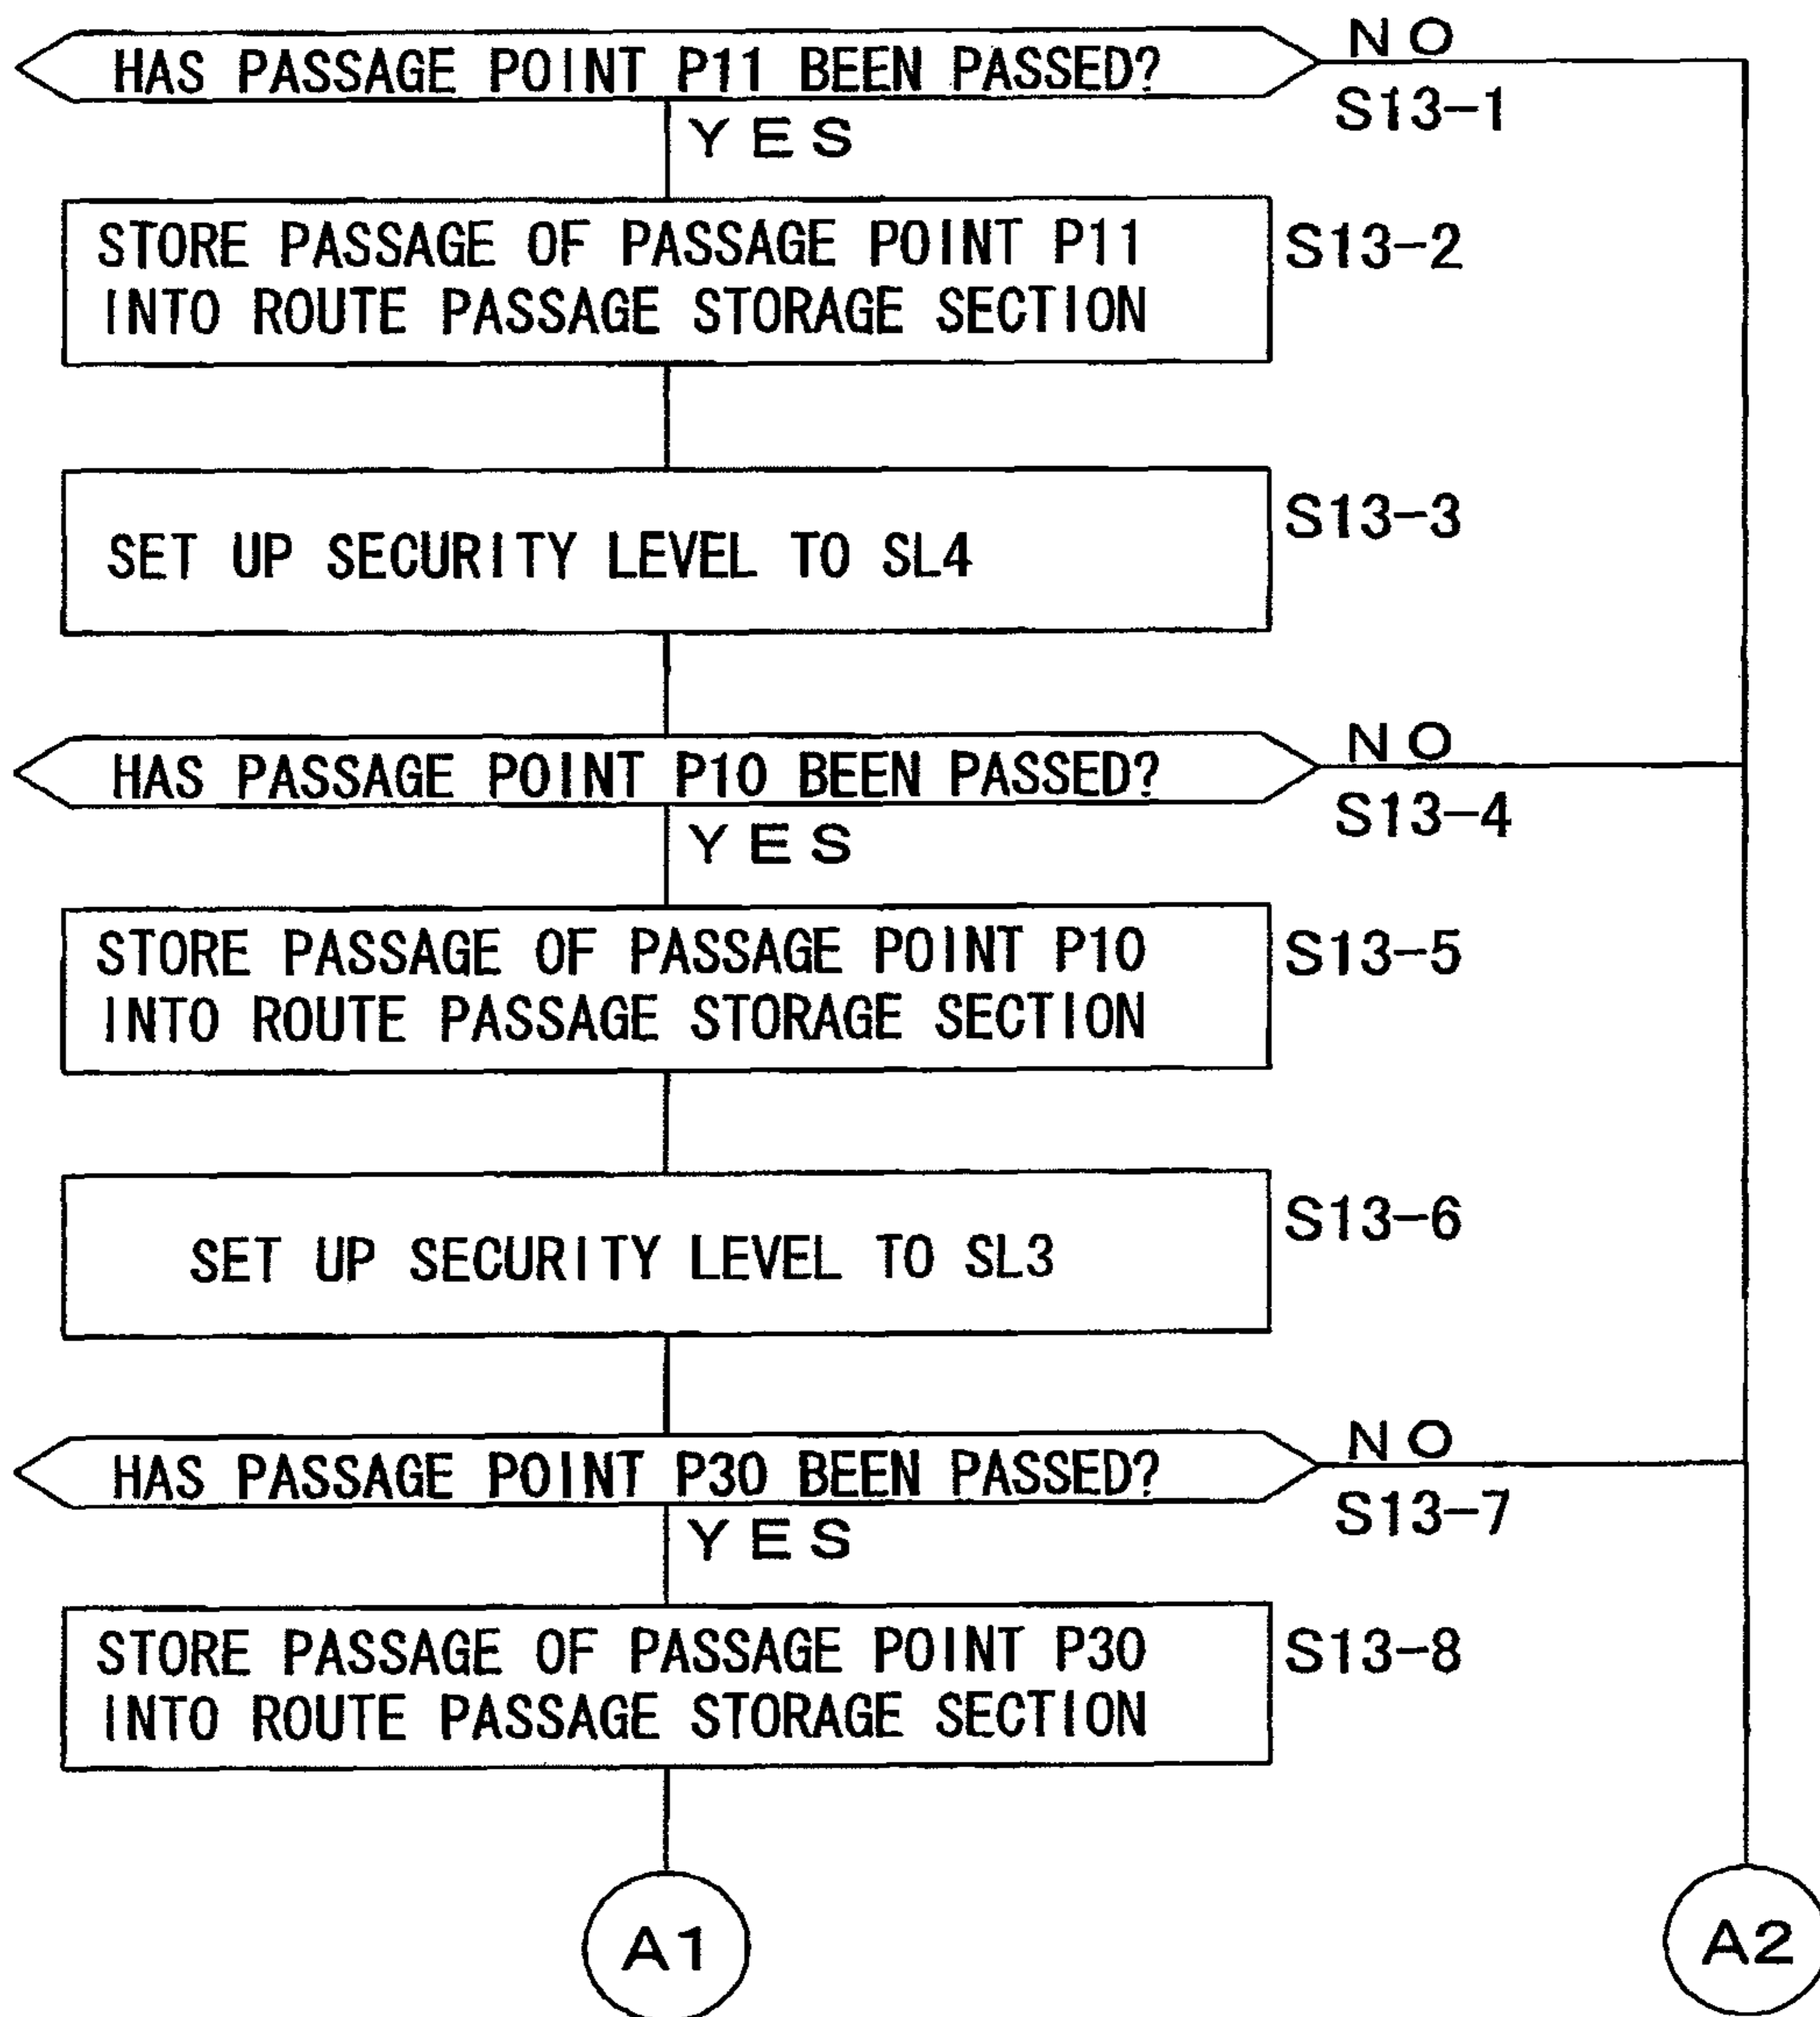 HAS PASSAGE POINT P11 BEEN PASSED?
NO
S13-1
YES
STORE PASSAGE OF PASSAGE POINT P11
INTO ROUTE PASSAGE STORAGE SECTION
S13-2
SET UP SECURITY LEVEL TO SL4
S13-3
HAS PASSAGE POINT P10 BEEN PASSED?
NO
S13-4
YES
STORE PASSAGE OF PASSAGE POINT P10
INTO ROUTE PASSAGE STORAGE SECTION
S13-5
SET UP SECURITY LEVEL TO SL3
S13-6
HAS PASSAGE POINT P30 BEEN PASSED?
NO
S13-7
YES
STORE PASSAGE OF PASSAGE POINT P30
INTO ROUTE PASSAGE STORAGE SECTION
S13-8
A1
A2